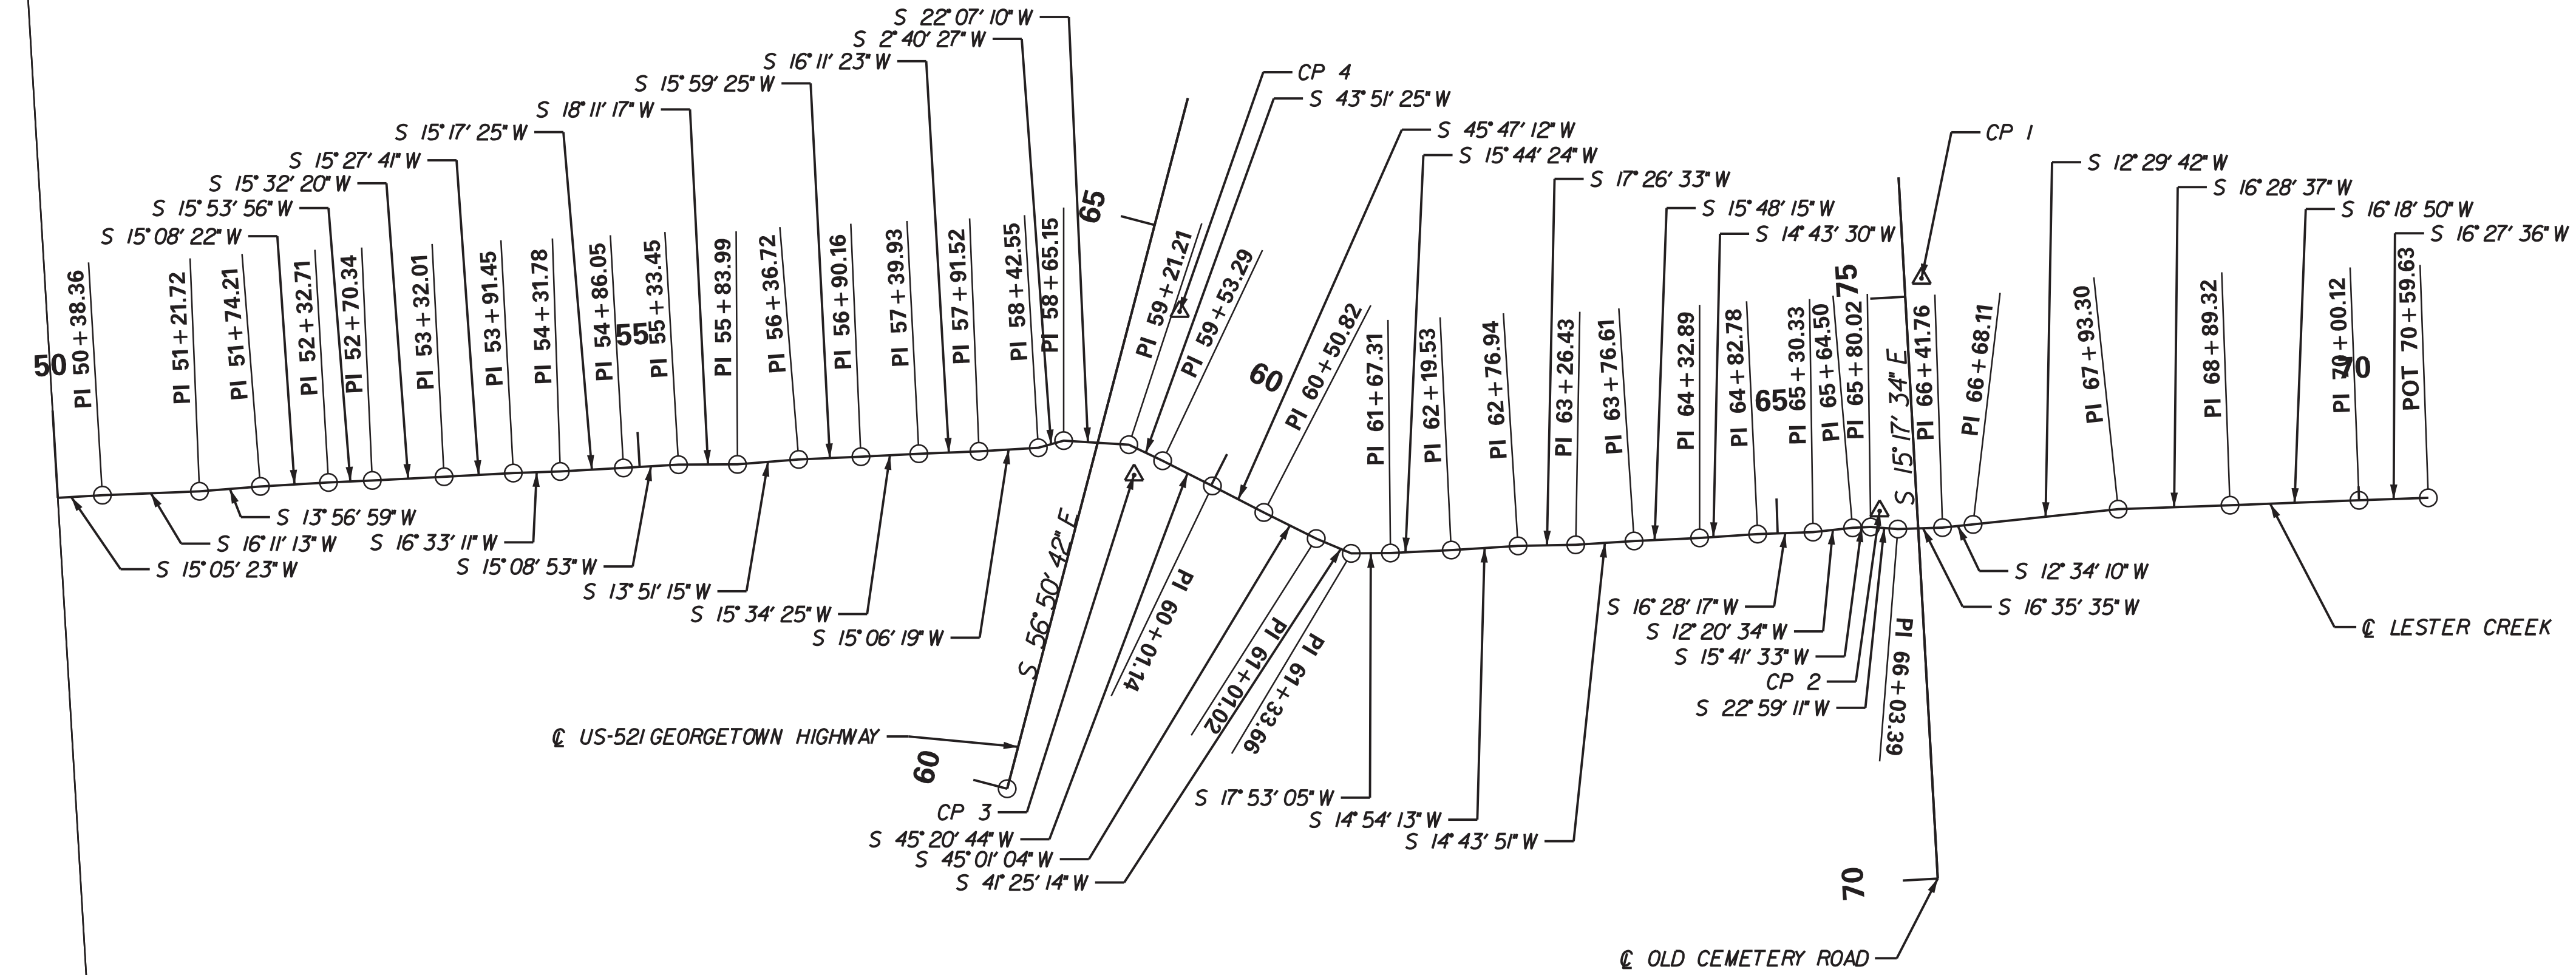 S 22°07'10"W
S 2°40'27"W
S 16°11'23"W
S 15°59'25"W
S 18°11'17"W
S 15°17'25"W
S 15°27'41"W
S 15°32'20"W
S 15°53'56"W
S 15°08'22"W
CP 4
S 43°51'25"W
S 45°47'12"W
S 15°44'24"W
S 17°26'33"W
S 15°48'15"W
S 14°43'30"W
CP 1
S 12°29'42"W
S 16°28'37"W
S 16°18'50"W
S 16°27'36"W
50
PI 50+38.36
PI 51+21.72
PI 51+74.21
PI 52+32.71
PI 52+70.34
PI 53+32.01
PI 53+91.45
PI 54+31.78
PI 54+86.05
55
PI 55+33.45
PI 55+83.99
PI 56+36.72
PI 56+90.16
PI 57+39.93
PI 57+91.52
PI 58+42.55
PI 58+65.15
65
PI 59+21.21
PI 59+53.29
60
PI 60+50.82
PI 61+67.31
PI 62+19.53
PI 62+76.94
PI 63+26.43
PI 63+76.61
PI 64+32.89
PI 64+82.78
65
PI 65+30.33
PI 65+64.50
PI 65+80.02
75
S 15°17'34"E
PI 66+41.76
PI 66+68.11
PI 67+93.30
PI 68+89.32
PI 70+00.12
70
POT 70+59.63
S 13°56'59"W
S 16°11'13"W
S 15°05'23"W
S 16°33'11"W
S 15°08'53"W
S 13°51'15"W
S 15°34'25"W
S 15°06'19"W
S 56°50'42"E
PI 60+01.14
PI 61+01.02
PI 61+33.66
S 16°28'17"W
S 12°20'34"W
S 15°41'33"W
CP 2
S 22°59'11"W
PI 66+03.39
S 12°34'10"W
S 16°35'35"W
℄ LESTER CREEK
℄ US-521 GEORGETOWN HIGHWAY
60
CP 3
S 45°20'44"W
S 45°01'04"W
S 41°25'14"W
S 17°53'05"W
S 14°54'13"W
S 14°43'51"W
70
℄ OLD CEMETERY ROAD